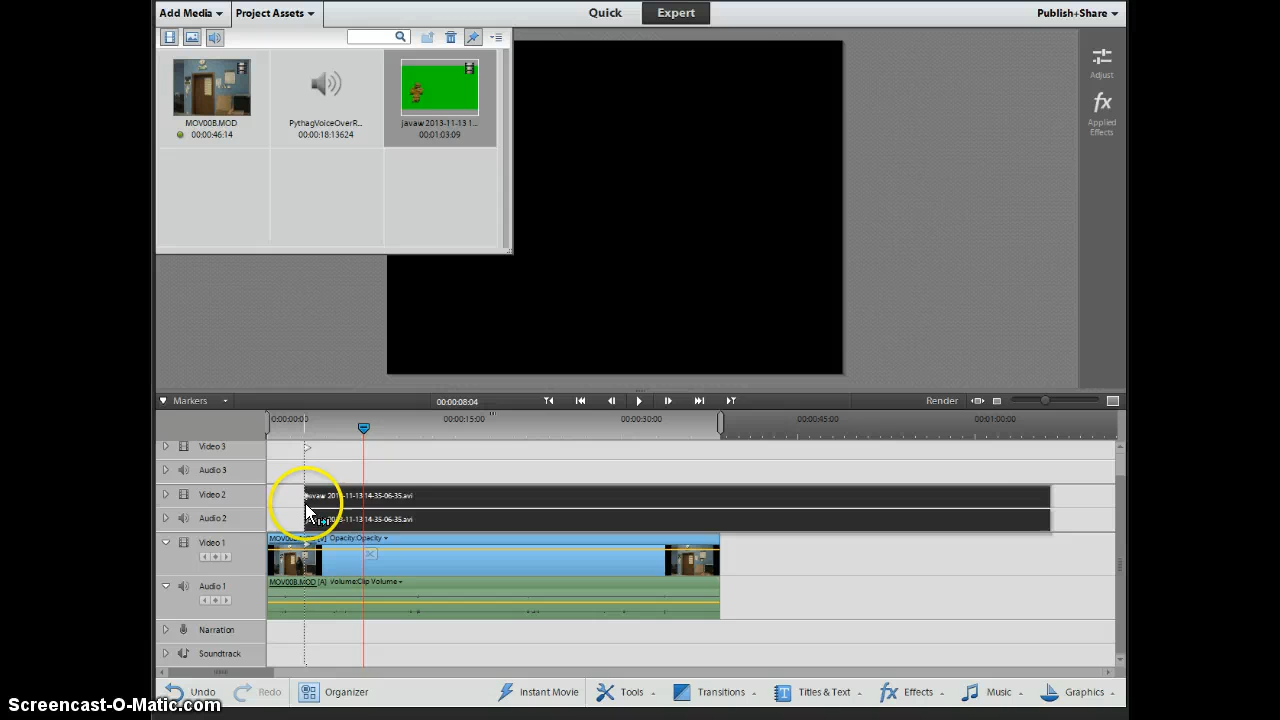 Add Media Project Assets Quick Expert Publish+Share
MOV00B.MOD PythagVoiceOverR... javaw 2013-11-13 1...
00:00:46:14 00:00:18:13624 00:01:03:09
Adjust
Applied
Effects
Markers 00:00:08:04 Render
0:00:00:00 00:00:15:00 00:00:30:00 00:00:45:00 00:01:00:00
Video 3
Audio 3
Video 2 javaw 2013-11-13 14-35-06-35.avi
Audio 2 14-35-06-35.avi
Video 1 MOV00B.MOD [V] Opacity:Opacity
Audio 1 MOV00B.MOD [A] Volume:Clip Volume
Narration
Soundtrack
Undo Redo Organizer Instant Movie Tools Transitions Titles & Text Effects Music Graphics
Screencast-O-Matic.com